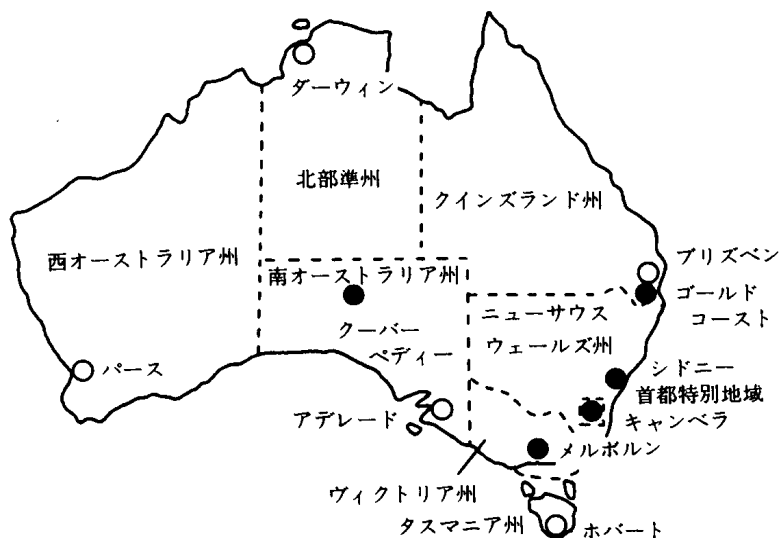 ダーウィン
北部準州
クインズランド州
西オーストラリア州
南オーストラリア州
ブリズベン
ゴールド
コースト
ニューサウス
ウェールズ州
クーバー
ペディー
パース
シドニー
首都特別地域
キャンベラ
アデレード
メルボルン
ヴィクトリア州
タスマニア州
ホバート